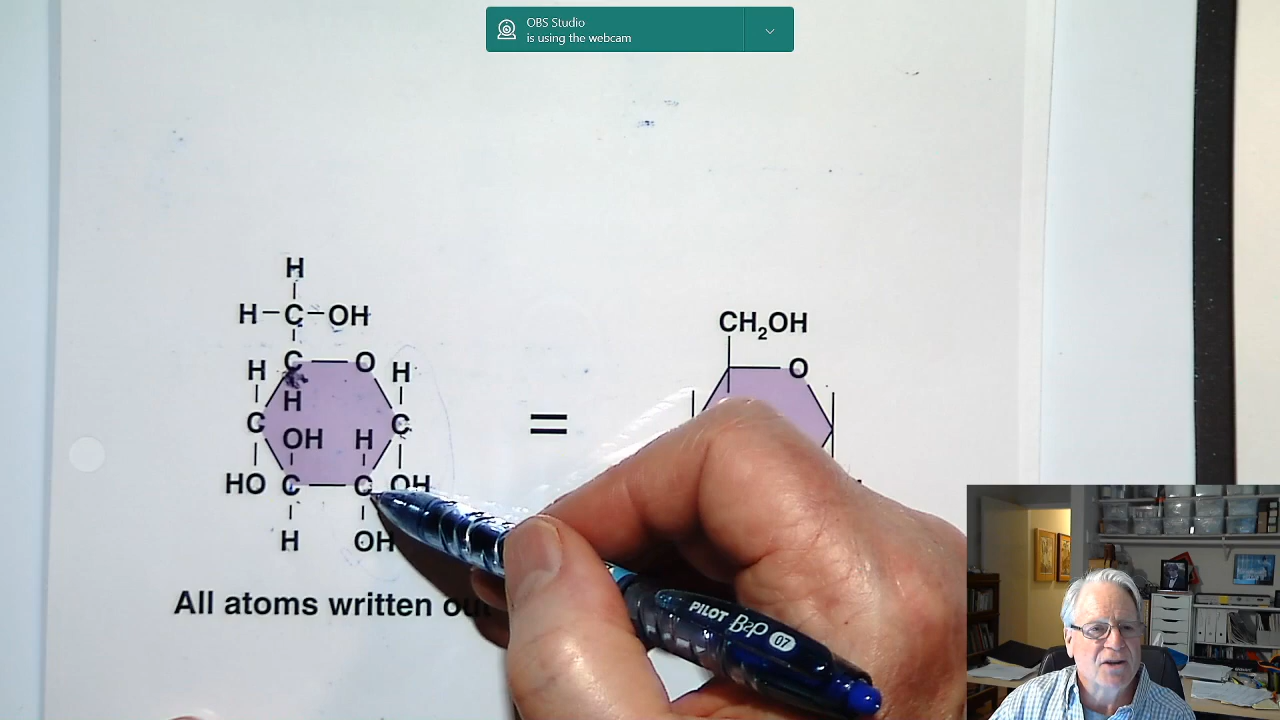 OBS Studio
is using the webcam
H
H–C–OH
H C O H
H
C C
OH H
HO C C OH
H OH
All atoms written
=
CH₂OH
O
PILOT B2P 07